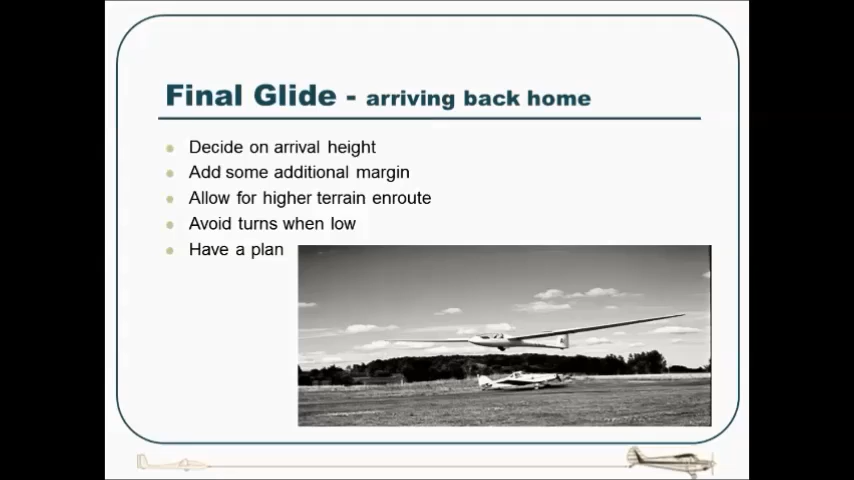 Final Glide - arriving back home
Decide on arrival height
Add some additional margin
Allow for higher terrain enroute
Avoid turns when low
Have a plan